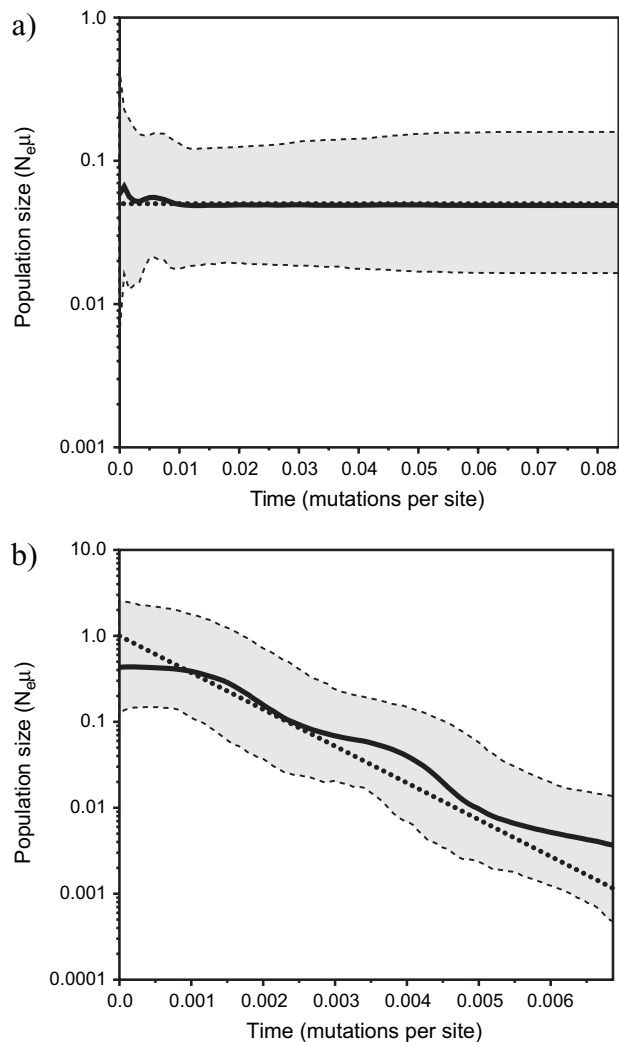 a)
1.0
0.1
0.01
0.001
Population size (Neμ)
0.0 0.01 0.02 0.03 0.04 0.05 0.06 0.07 0.08
Time (mutations per site)
b)
10.0
1.0
0.1
0.01
0.001
0.0001
Population size (Neμ)
0.0 0.001 0.002 0.003 0.004 0.005 0.006
Time (mutations per site)